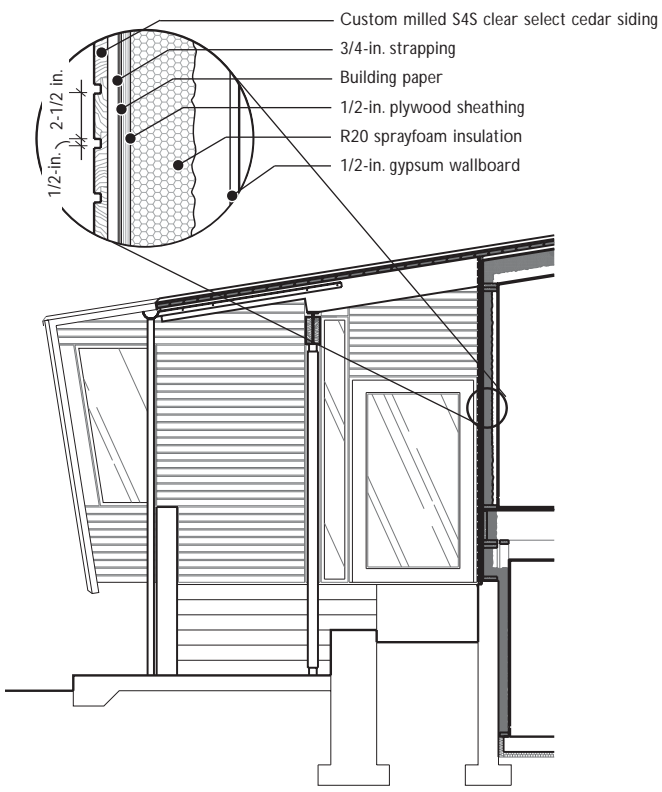 Custom milled S4S clear select cedar siding
3/4-in. strapping
Building paper
1/2-in. plywood sheathing
R20 sprayfoam insulation
1/2-in. gypsum wallboard
2-1/2 in.
1/2-in.